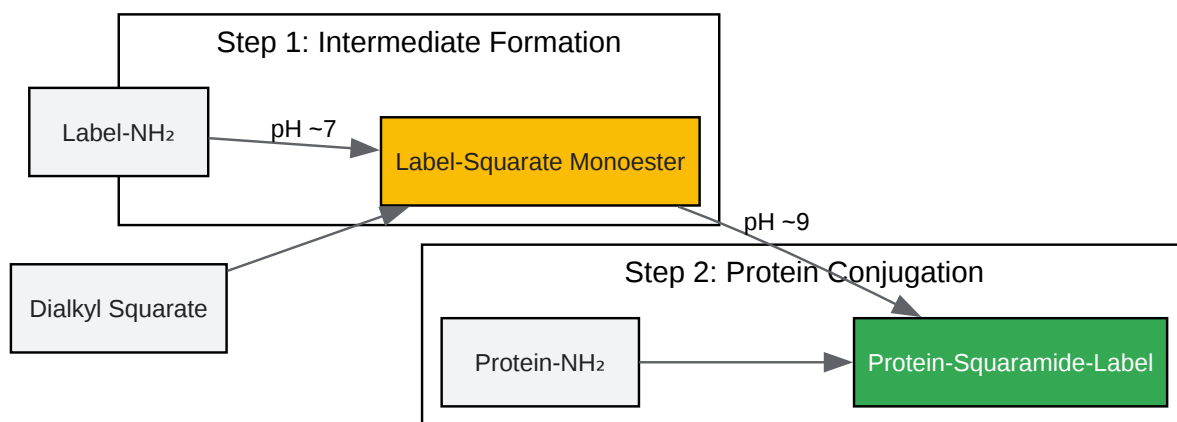 Step 1: Intermediate Formation
Label-NH₂
pH ~7
Label-Squarate Monoester
Dialkyl Squarate
pH ~9
Step 2: Protein Conjugation
Protein-NH₂
Protein-Squaramide-Label